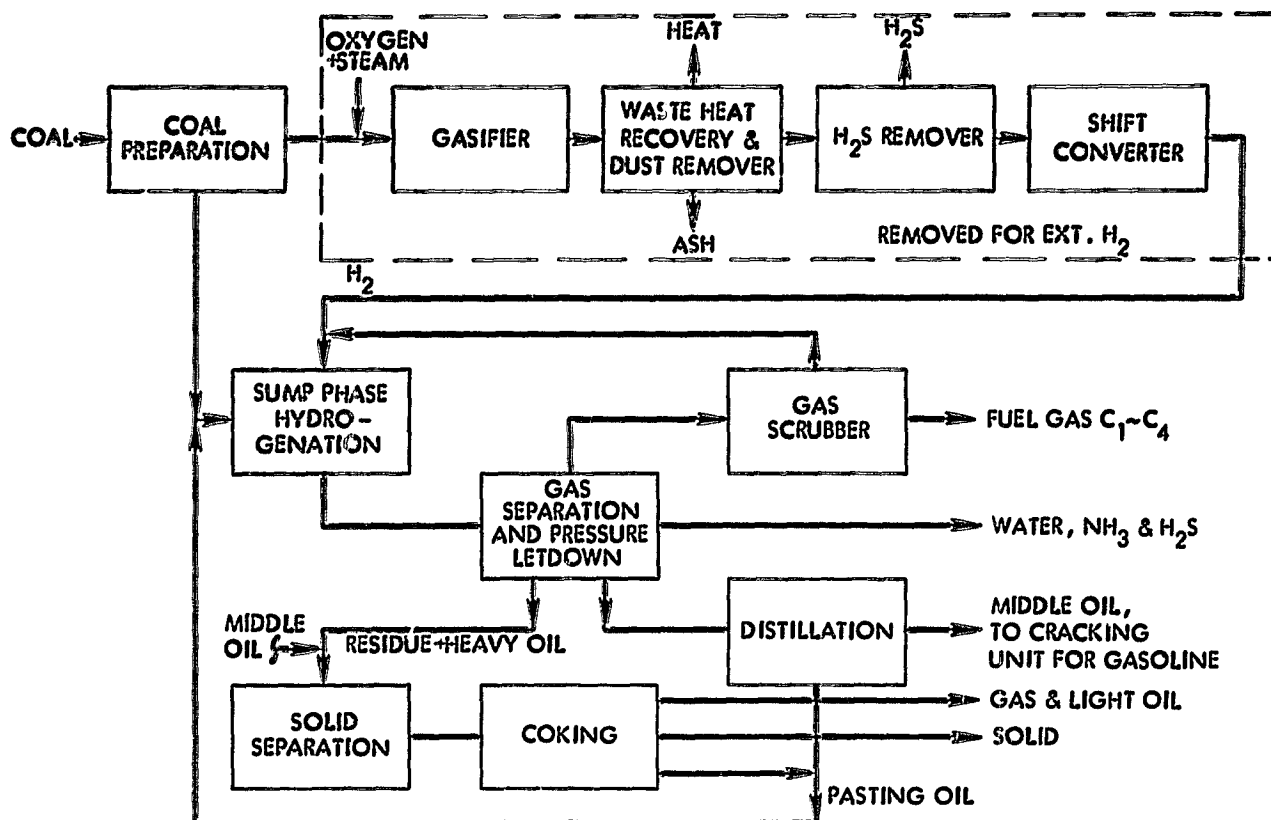 OXYGEN
+STEAM
HEAT
H2S
COAL
COAL
PREPARATION
GASIFIER
WASTE HEAT
RECOVERY &
DUST REMOVER
H2S REMOVER
SHIFT
CONVERTER
ASH
REMOVED FOR EXT. H2
H2
SUMP PHASE
HYDRO-
GENATION
GAS
SCRUBBER
FUEL GAS C1~C4
GAS
SEPARATION
AND PRESSURE
LETDOWN
WATER, NH3 & H2S
MIDDLE
OIL
RESIDUE+HEAVY OIL
DISTILLATION
MIDDLE OIL,
TO CRACKING
UNIT FOR GASOLINE
SOLID
SEPARATION
COKING
GAS & LIGHT OIL
SOLID
PASTING OIL